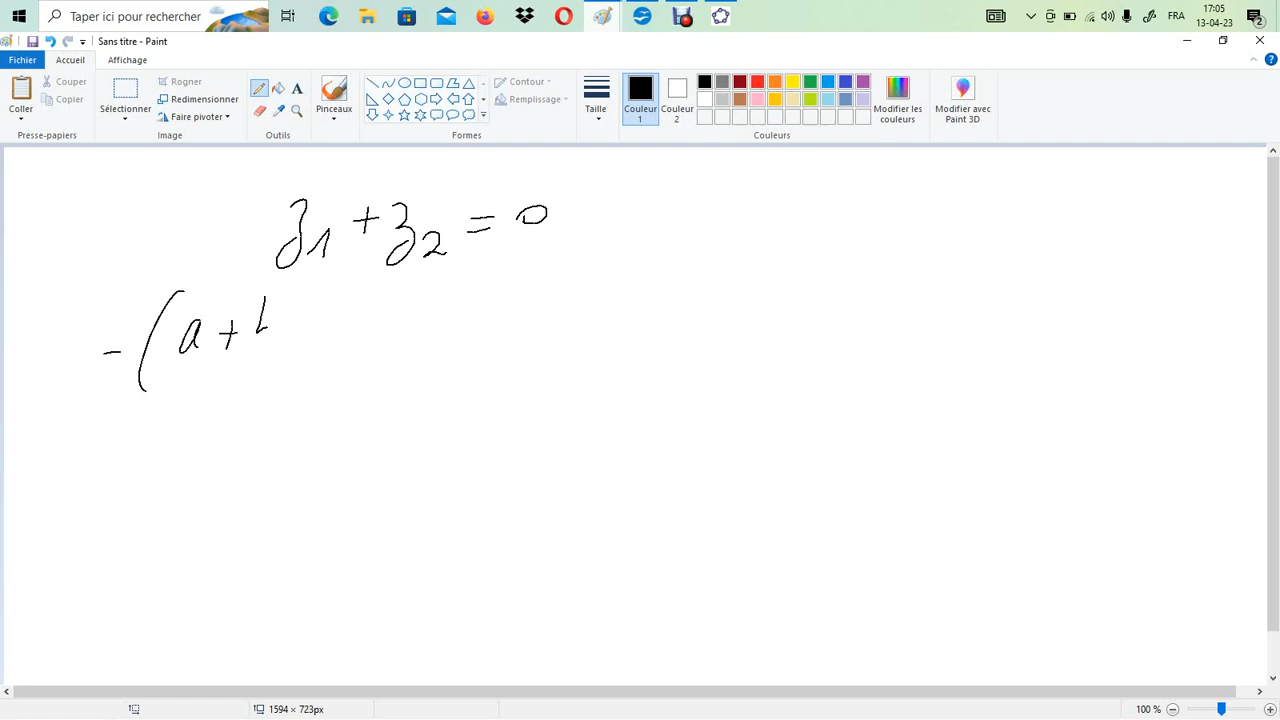 Taper ici pour rechercher
FRA
17:05
13-04-23
2
Sans titre - Paint
Fichier
Accueil
Affichage
Coller
Couper
Copier
Presse-papiers
Sélectionner
Rogner
Redimensionner
Faire pivoter
Image
A
Outils
Pinceaux
Contour
Remplissage
Formes
Taille
Couleur 1
Couleur 2
Modifier les couleurs
Couleurs
Modifier avec Paint 3D
z1 + z2 = 0
- (a +
1594 × 723px
100 %